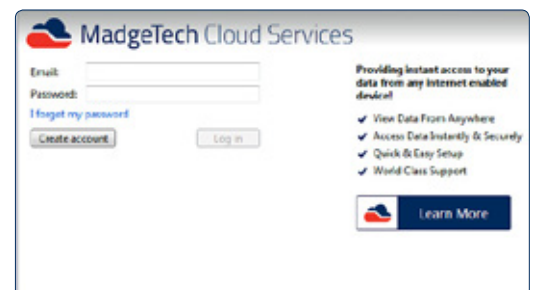 MadgeTech Cloud Services
Email:
Password:
I forgot my password
Create account
Log in
Providing instant access to your
data from any internet enabled
device!
✓ View Data From Anywhere
✓ Access Data Instantly & Securely
✓ Quick & Easy Setup
✓ World Class Support
Learn More